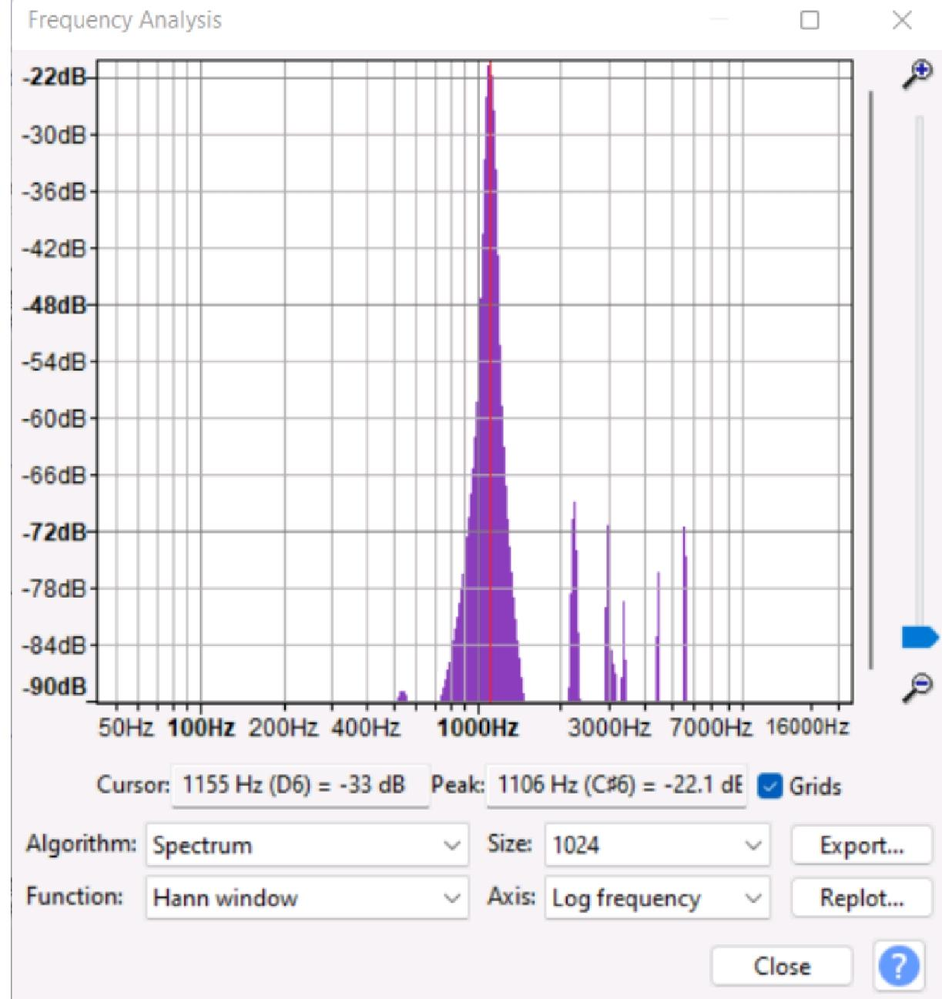 Frequency Analysis
-22dB
-30dB
-36dB
-42dB
-48dB
-54dB
-60dB
-66dB
-72dB
-78dB
-84dB
-90dB
50Hz 100Hz 200Hz 400Hz 1000Hz 3000Hz 7000Hz 16000Hz
Cursor: 1155 Hz (D6) = -33 dB Peak: 1106 Hz (C♯6) = -22.1 dE Grids
Algorithm: Spectrum Size: 1024 Export...
Function: Hann window Axis: Log frequency Replot...
Close ?